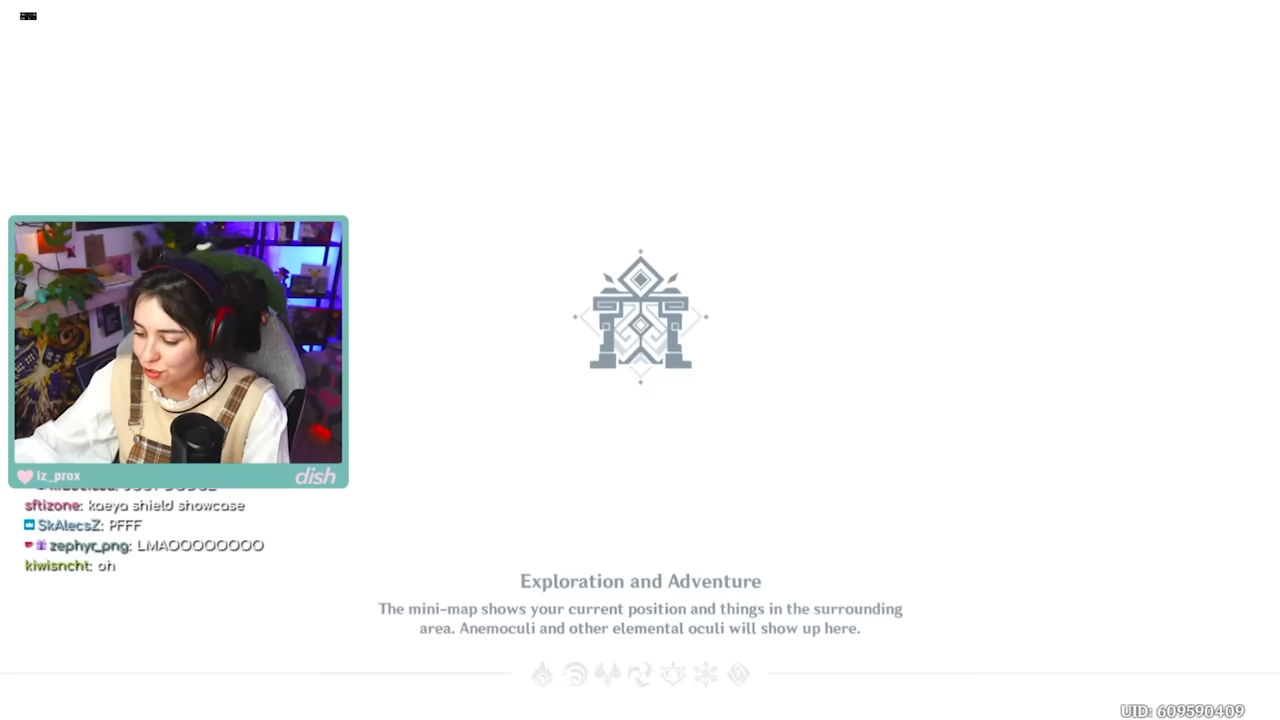 iz_prox
dish
sftizone: kaeya shield showcase
SkAlecsZ: PFFF
zephyr_png: LMAOOOOOOOO
kiwisncht: oh
Exploration and Adventure
The mini-map shows your current position and things in the surrounding
area. Anemoculi and other elemental oculi will show up here.
UID: 609590409